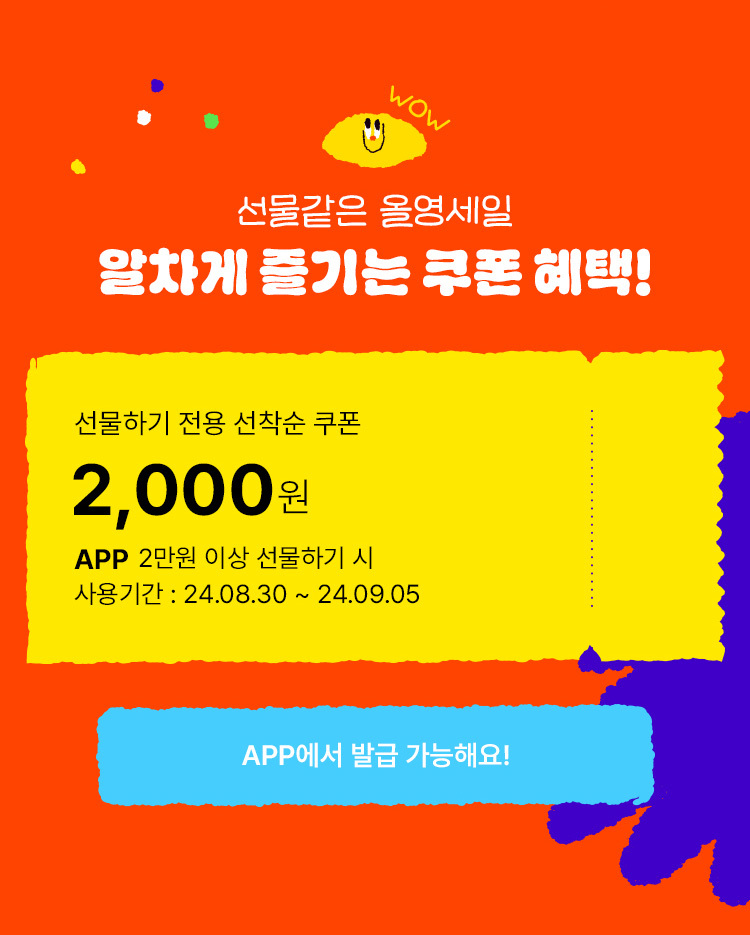 WOW
선물같은 올영세일
알차게 즐기는 쿠폰 혜택!
선물하기 전용 선착순 쿠폰
2,000원
APP 2만원 이상 선물하기 시
사용기간 : 24.08.30 ~ 24.09.05
APP에서 발급 가능해요!